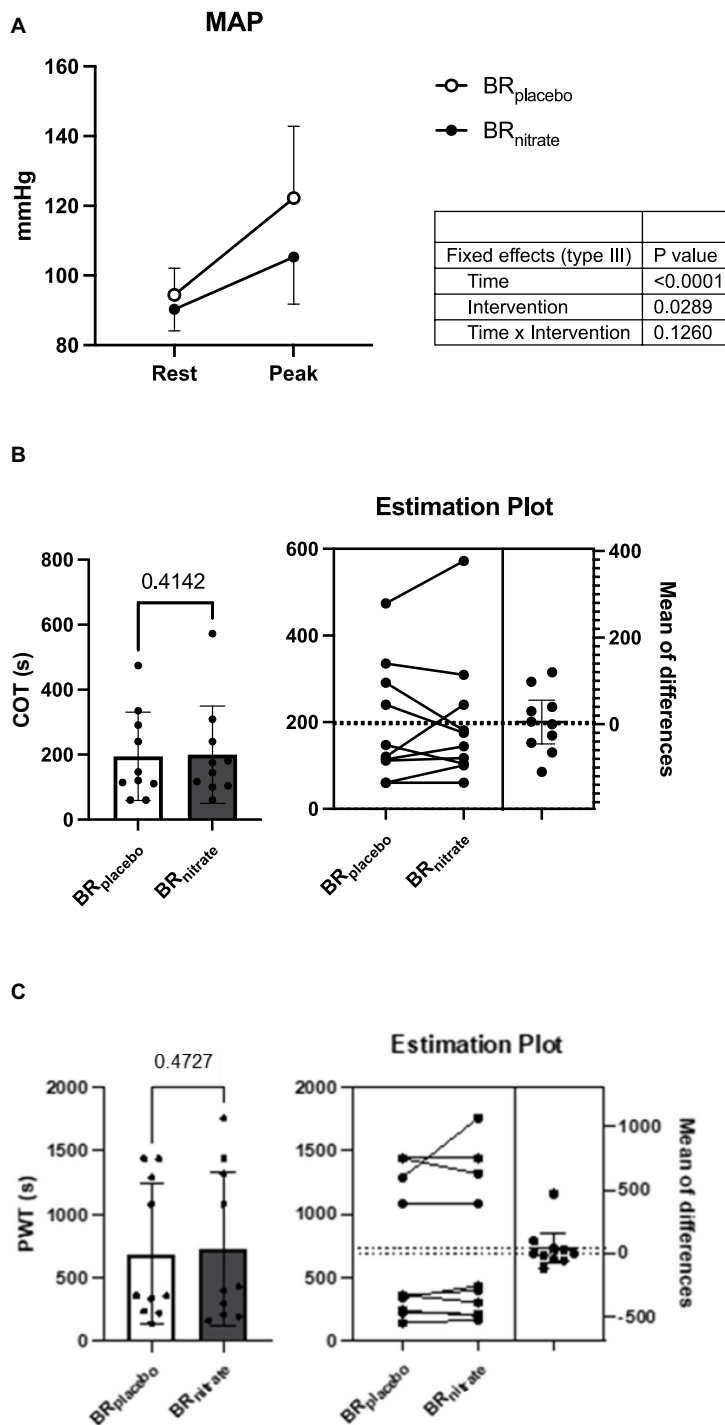 A
MAP
160
140
120
100
80
mmHg
Rest Peak
BRplacebo
BRnitrate
Fixed effects (type III) P value
Time <0.0001
Intervention 0.0289
Time x Intervention 0.1260
B
Estimation Plot
0.4142
800
600
400
200
0
COT (s)
BRplacebo
BRnitrate
600
400
200
0
BRplacebo
BRnitrate
400
200
0
Mean of differences
C
Estimation Plot
0.4727
2000
1500
1000
500
0
PWT (s)
BRplacebo
BRnitrate
2000
1500
1000
500
0
BRplacebo
BRnitrate
1000
500
0
-500
Mean of differences